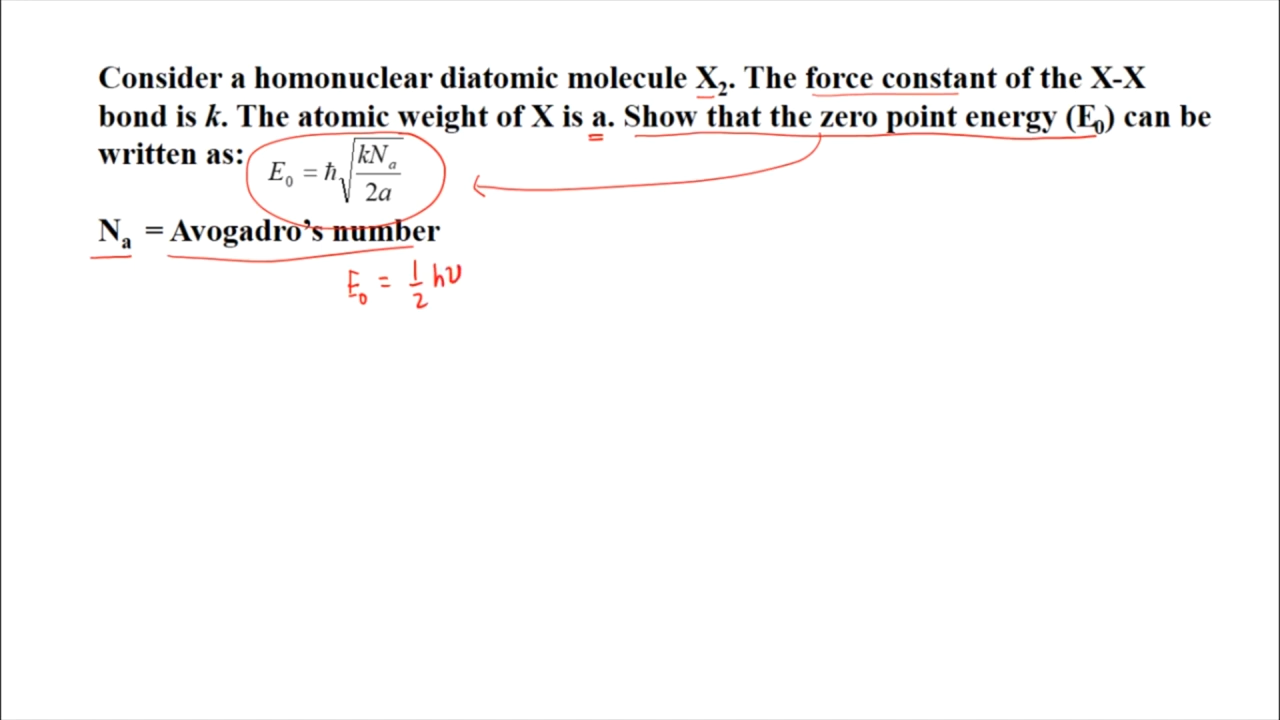 Consider a homonuclear diatomic molecule X₂. The force constant of the X-X
bond is k. The atomic weight of X is a. Show that the zero point energy (E₀) can be
written as: E₀ = ħ√(kNₐ/2a)
Nₐ = Avogadro’s number
E₀ = 1/2 hυ